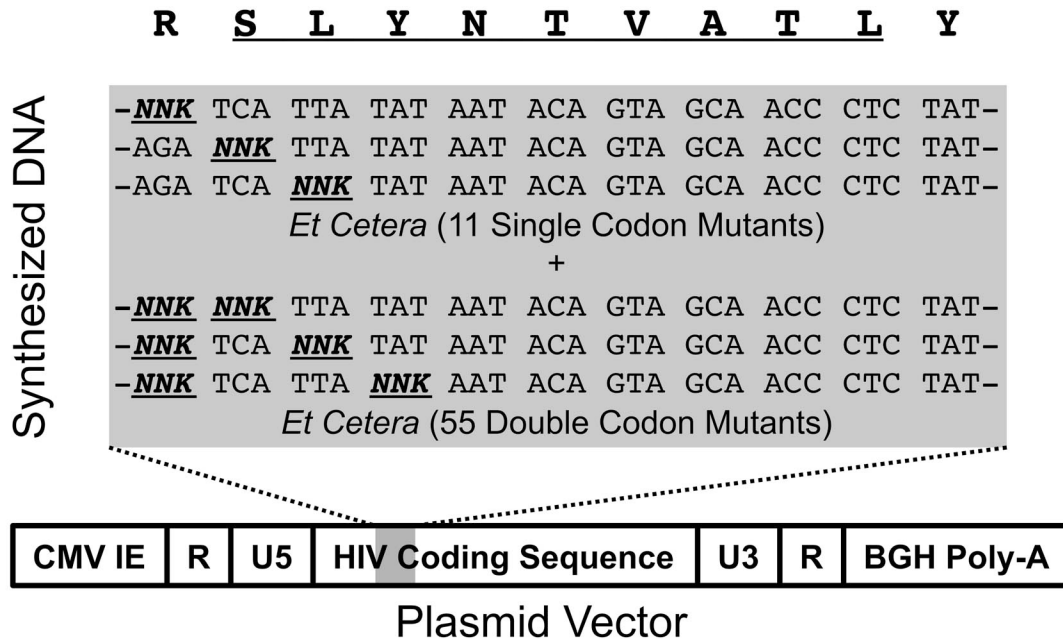 R S L Y N T V A T L Y
Synthesized DNA
–NNK TCA TTA TAT AAT ACA GTA GCA ACC CTC TAT–
–AGA NNK TTA TAT AAT ACA GTA GCA ACC CTC TAT–
–AGA TCA NNK TAT AAT ACA GTA GCA ACC CTC TAT–
Et Cetera (11 Single Codon Mutants)
+
–NNK NNK TTA TAT AAT ACA GTA GCA ACC CTC TAT–
–NNK TCA NNK TAT AAT ACA GTA GCA ACC CTC TAT–
–NNK TCA TTA NNK AAT ACA GTA GCA ACC CTC TAT–
Et Cetera (55 Double Codon Mutants)
CMV IE R U5 HIV Coding Sequence U3 R BGH Poly-A
Plasmid Vector